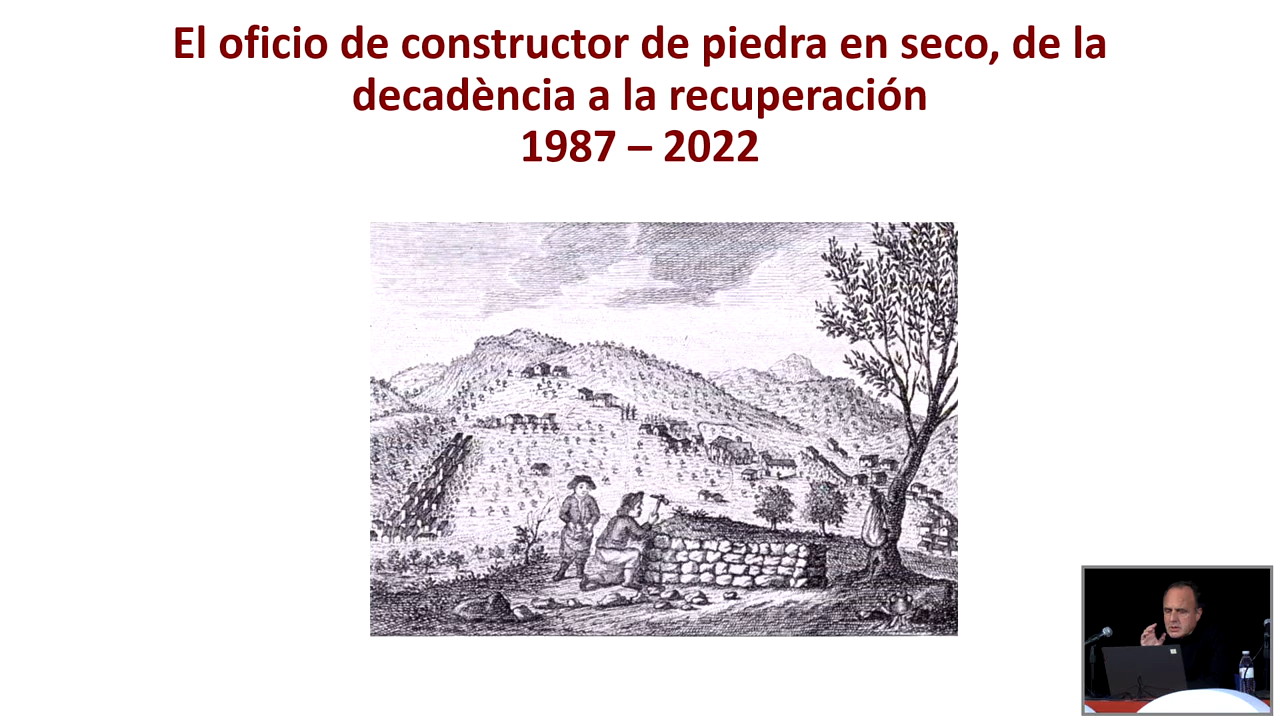 El oficio de constructor de piedra en seco, de la
decadència a la recuperación
1987 – 2022